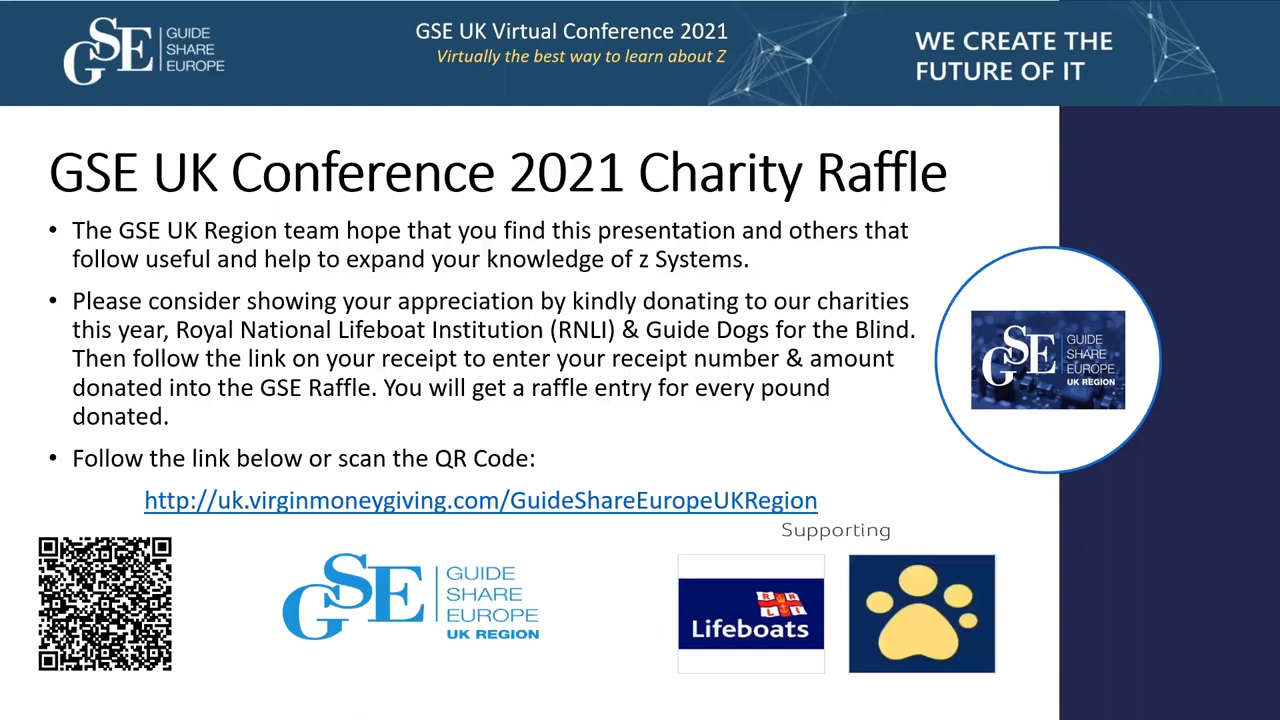 GSE GUIDE SHARE EUROPE
GSE UK Virtual Conference 2021
Virtually the best way to learn about Z
WE CREATE THE
FUTURE OF IT
GSE UK Conference 2021 Charity Raffle
• The GSE UK Region team hope that you find this presentation and others that
follow useful and help to expand your knowledge of z Systems.
• Please consider showing your appreciation by kindly donating to our charities
this year, Royal National Lifeboat Institution (RNLI) & Guide Dogs for the Blind.
Then follow the link on your receipt to enter your receipt number & amount
donated into the GSE Raffle. You will get a raffle entry for every pound
donated.
• Follow the link below or scan the QR Code:
http://uk.virginmoneygiving.com/GuideShareEuropeUKRegion
GSE GUIDE SHARE EUROPE UK REGION
Supporting
GSE GUIDE SHARE EUROPE UK REGION
RNLI
Lifeboats